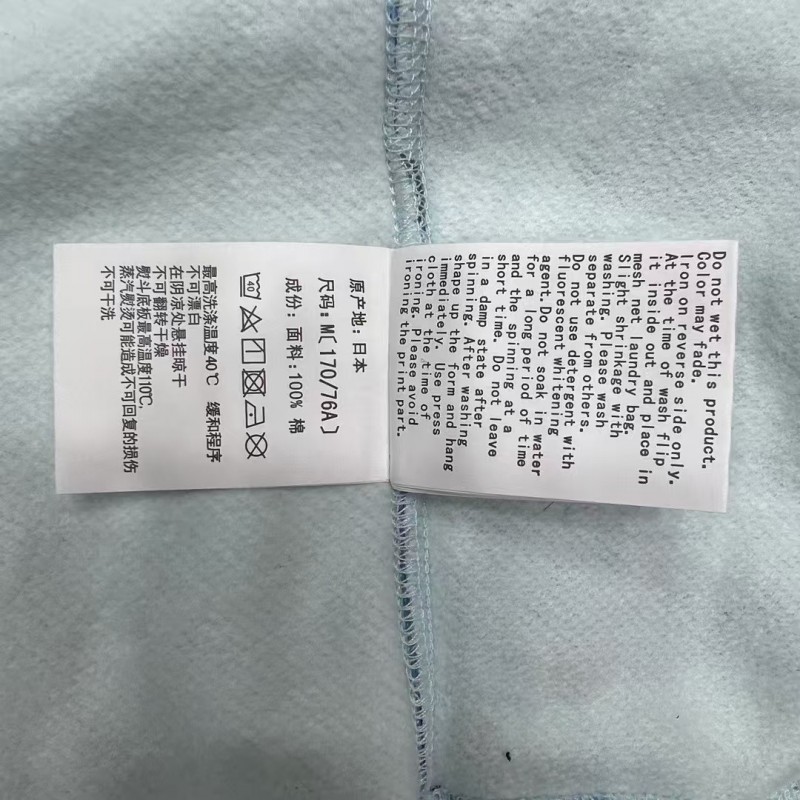 原产地:日本
尺码:M〔170/76A〕
成份: 面料:100% 棉
40
最高洗涤温度40℃ 缓和程序
不可漂白
在阴凉处悬挂晾干
不可翻转干燥
熨斗底板最高温度110℃,
蒸汽熨烫可能造成不可回复的损伤
不可干洗
Do not wet this product.
Color may fade.
Iron on reverse side only.
At the time of wash flip
it inside out and place in
mesh net laundry bag.
Slight shrinkage with
washing. Please wash
separate from others.
Do not use detergent with
fluorescent whitening
agent. Do not soak in water
for a long period of time
and the spinning at a
short time. Do not leave
in a damp state after
spinning. After washing
shape up the form and hang
immediately. Use press
cloth at the time of
ironing. Please avoid
ironing the print part.